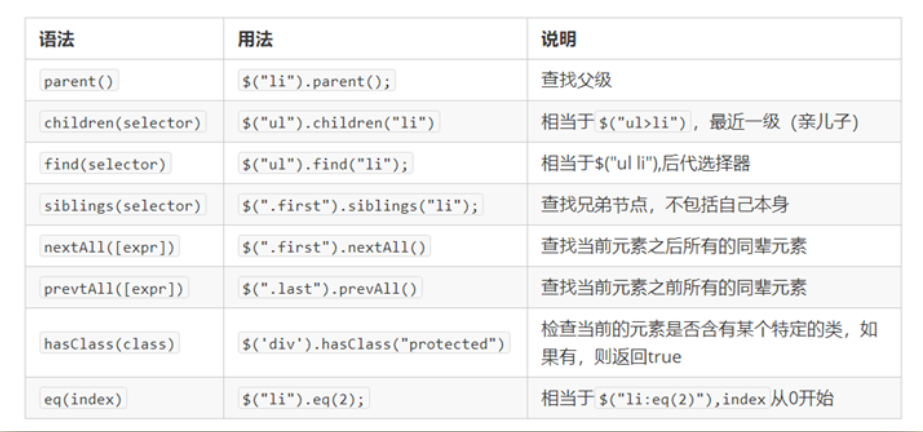 语法 用法 说明
parent() $("li").parent(); 查找父级
children(selector) $("ul").children("li") 相当于$("ul>li")，最近一级（亲儿子）
find(selector) $("ul").find("li"); 相当于$("ul li"),后代选择器
siblings(selector) $(".first").siblings("li"); 查找兄弟节点，不包括自己本身
nextAll([expr]) $(".first").nextAll() 查找当前元素之后所有的同辈元素
prevtAll([expr]) $(".last").prevAll() 查找当前元素之前所有的同辈元素
hasClass(class) $('div').hasClass("protected") 检查当前的元素是否含有某个特定的类，如
果有，则返回true
eq(index) $("li").eq(2); 相当于$("li:eq(2)"),index从0开始